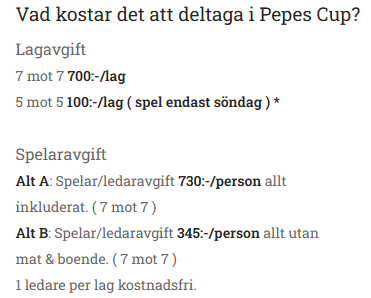 Vad kostar det att deltaga i Pepes Cup?
Lagavgift
7 mot 7 700:-/lag
5 mot 5 100:-/lag ( spel endast söndag ) *
Spelaravgift
Alt A: Spelar/ledaravgift 730:-/person allt
inkluderat. ( 7 mot 7 )
Alt B: Spelar/ledaravgift 345:-/person allt utan
mat & boende. ( 7 mot 7 )
1 ledare per lag kostnadsfri.